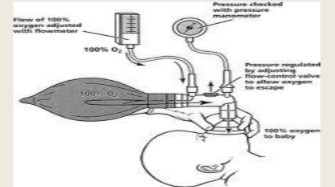 Flow of 100%
oxygen adjusted
with flowmeter
Pressure checked
with pressure
manometer
100% O₂
Pressure regulated
by adjusting
flow-control valve
to allow oxygen
to escape
100% O₂
100% oxygen
to baby